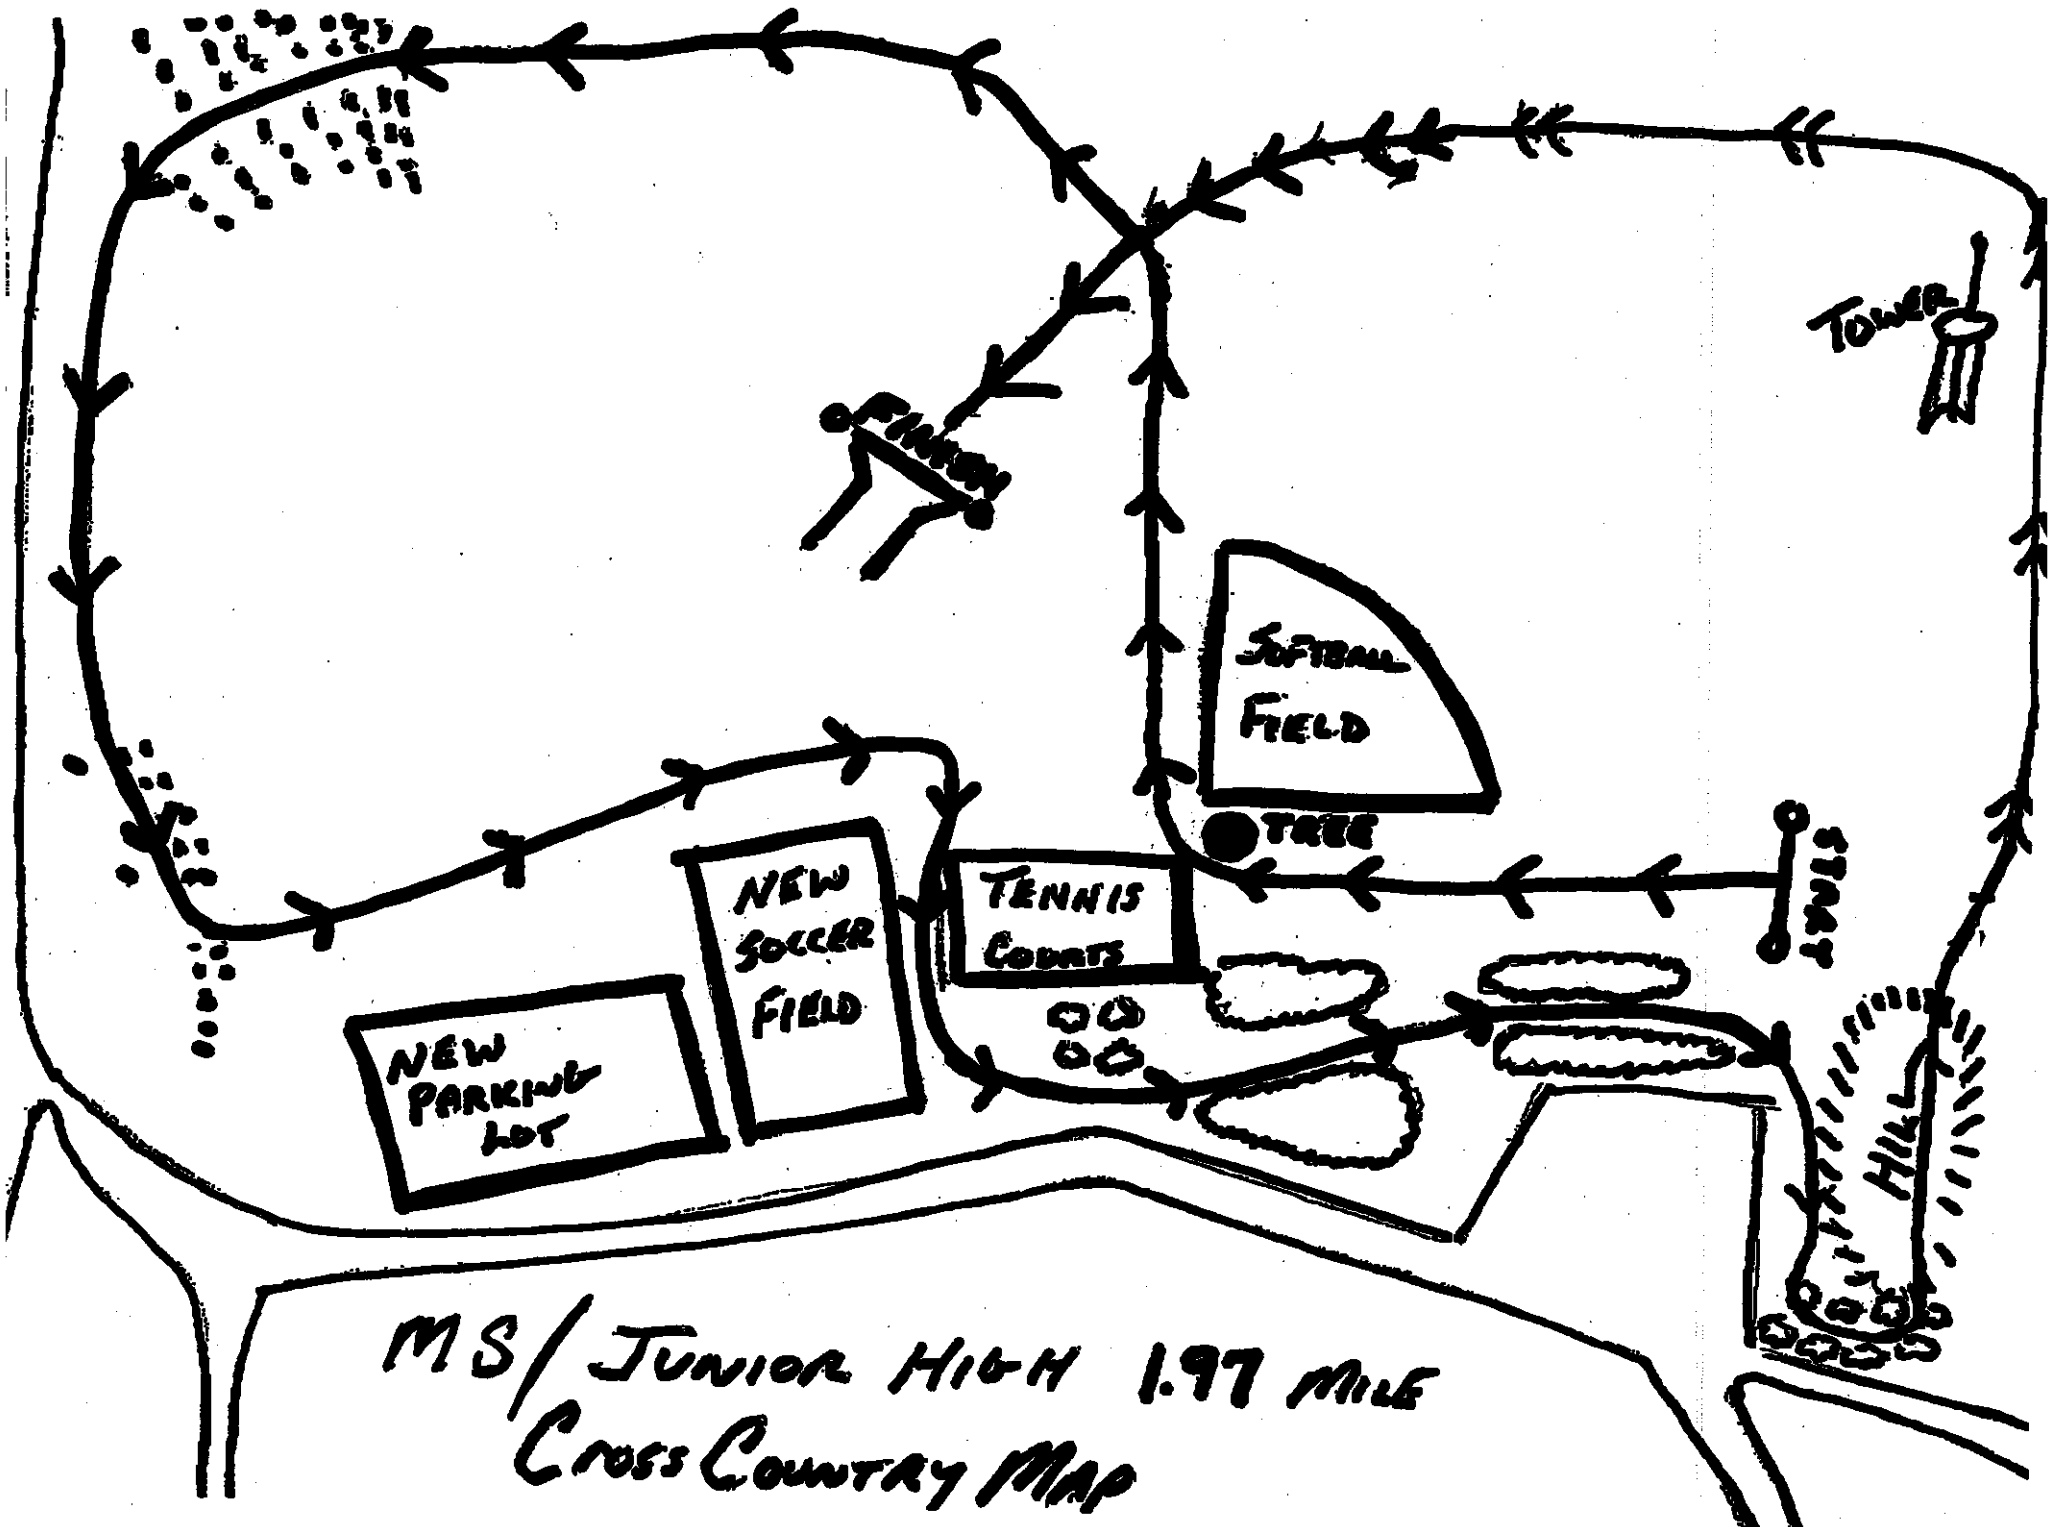 TOWER
FINISH
SOFTBALL
FIELD
TREE
START
TENNIS
COURTS
NEW
SOCCER
FIELD
NEW
PARKING
LOT
HILL
MS/JUNIOR HIGH 1.97 MILE
CROSS COUNTRY MAP